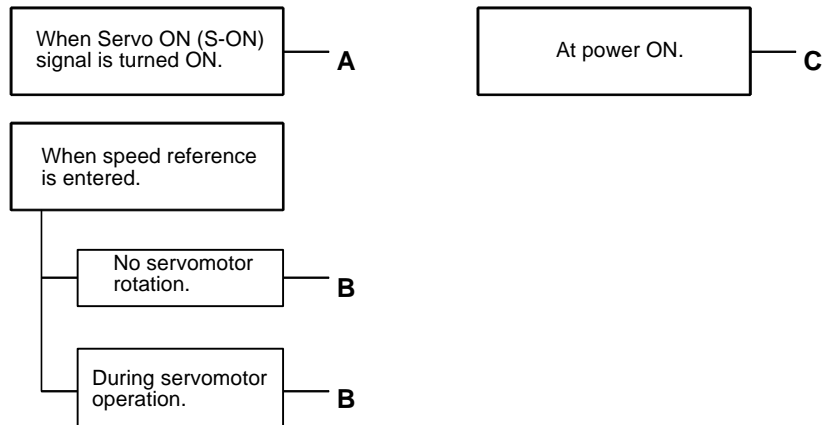 When Servo ON (S-ON)
signal is turned ON.
A
At power ON.
C
When speed reference
is entered.
No servomotor
rotation.
B
During servomotor
operation.
B